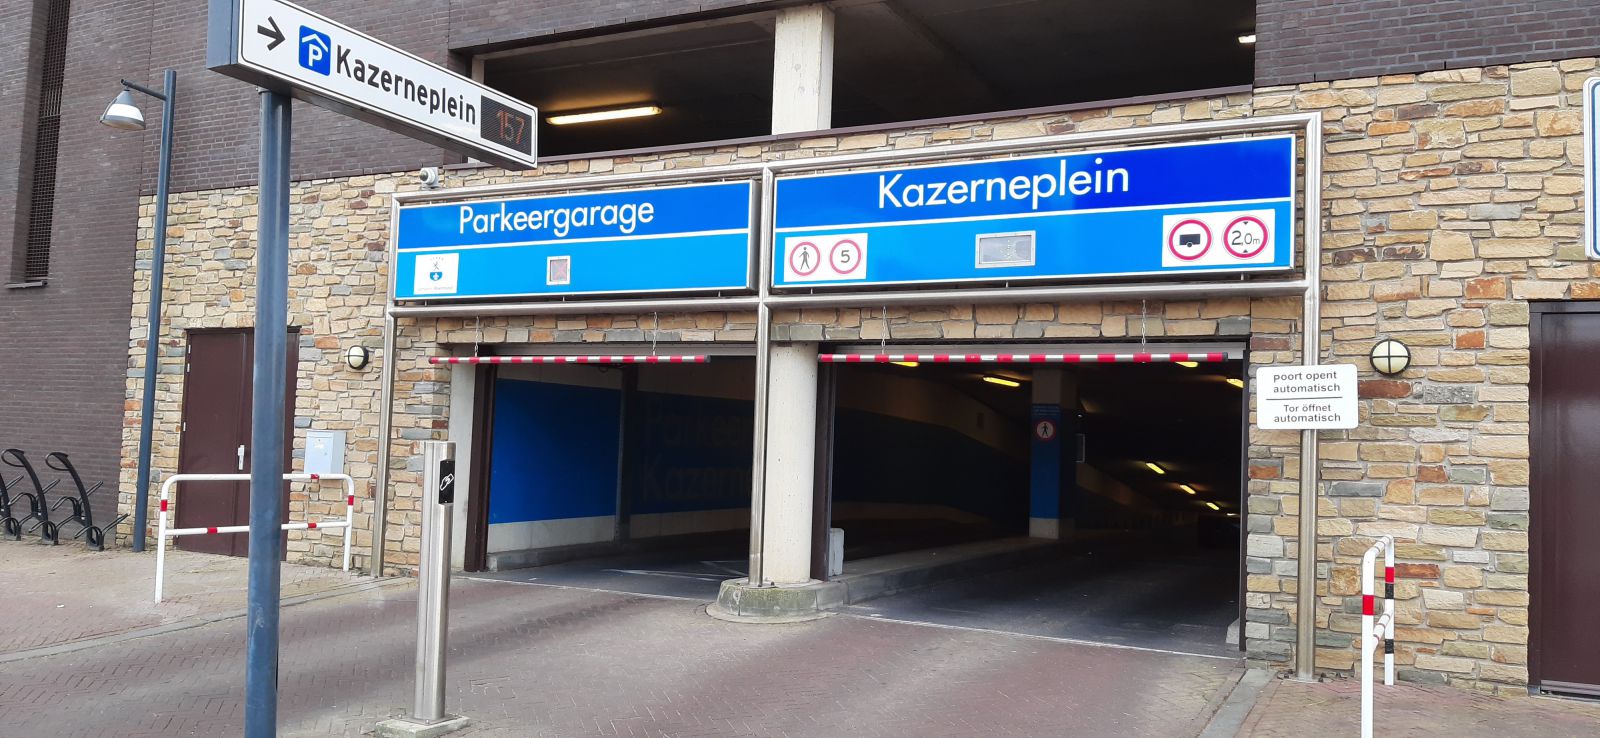 P Kazerneplein 157
Parkeergarage
Kazerneplein
5
2.0m
poort opent
automatisch
Tor öffnet
automatisch